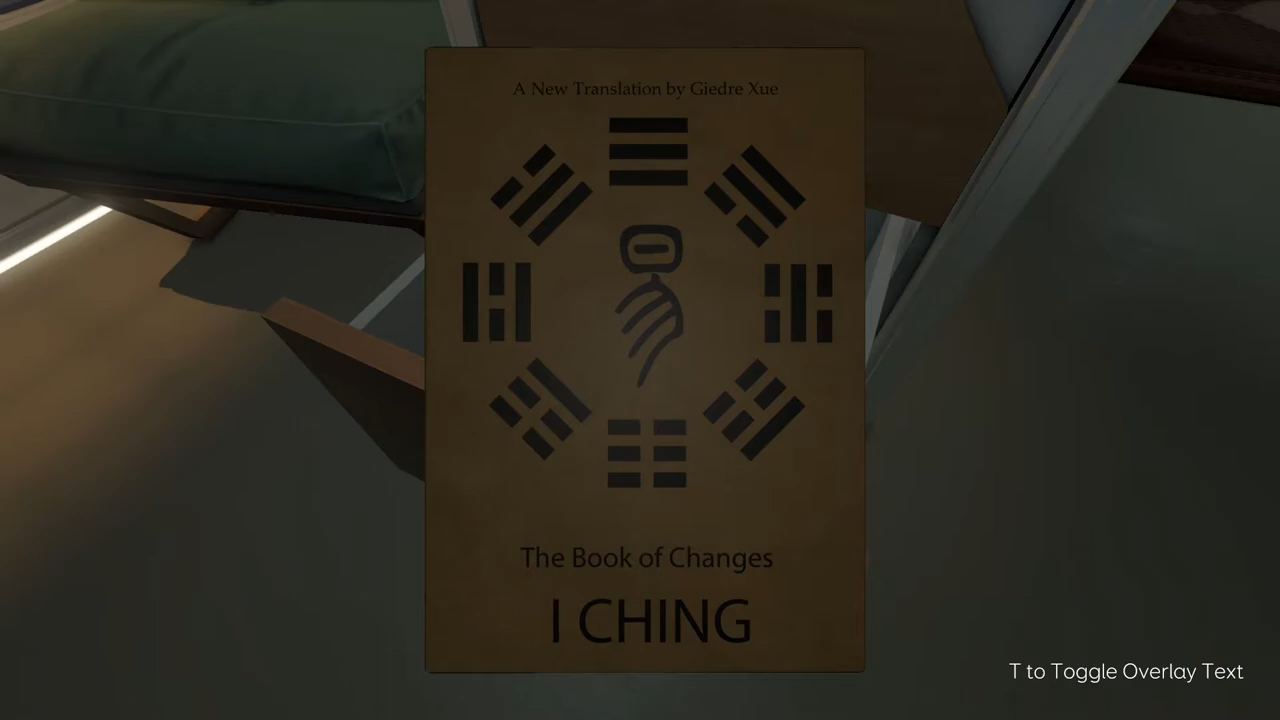 A New Translation by Giedre Xue
The Book of Changes
I CHING
T to Toggle Overlay Text